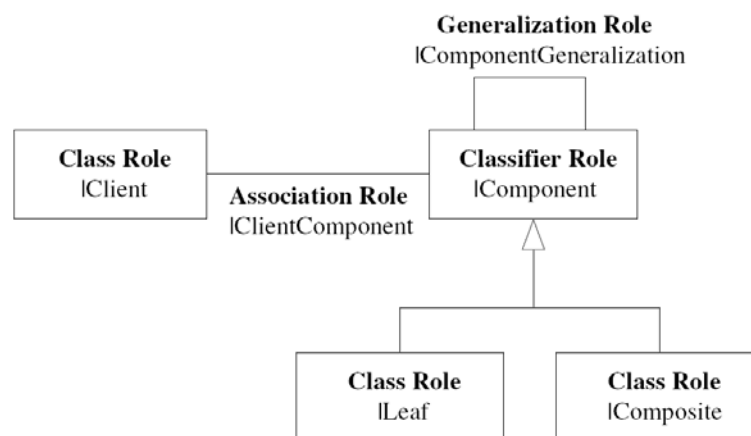 Generalization Role
|ComponentGeneralization
Class Role
|Client
Association Role
|ClientComponent
Classifier Role
|Component
Class Role
|Leaf
Class Role
|Composite